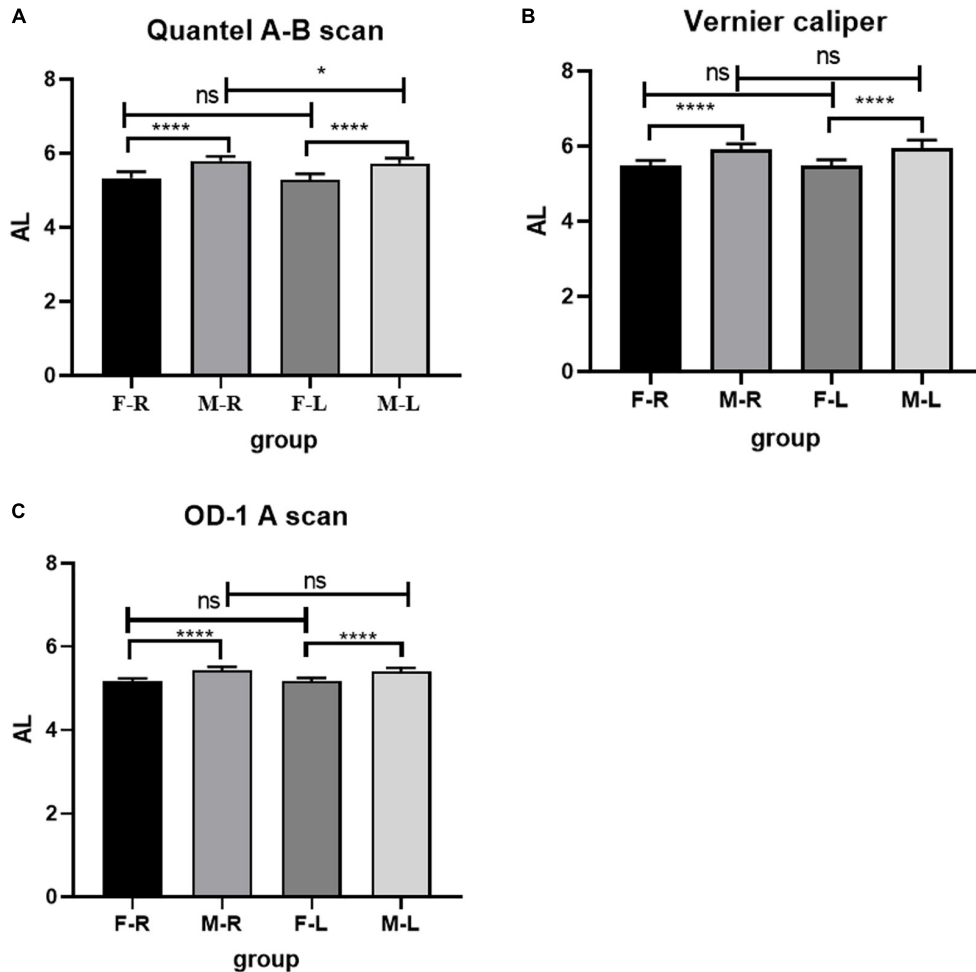 A
Quantel A-B scan
*
ns
****
****
8
6
4
2
0
AL
F-R M-R F-L M-L
group
B
Vernier caliper
ns
ns
****
****
8
6
4
2
0
AL
F-R M-R F-L M-L
group
C
OD-1 A scan
ns
ns
****
****
8
6
4
2
0
AL
F-R M-R F-L M-L
group